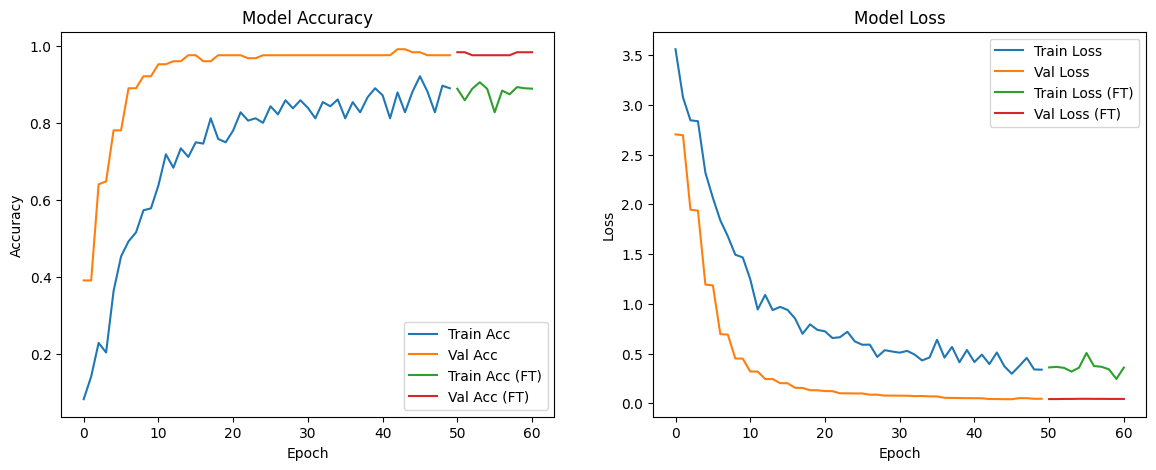 Model Accuracy
Accuracy
1.0
0.8
0.6
0.4
0.2
0
10
20
30
40
50
60
Epoch
Train Acc
Val Acc
Train Acc (FT)
Val Acc (FT)
Model Loss
Loss
3.5
3.0
2.5
2.0
1.5
1.0
0.5
0.0
0
10
20
30
40
50
60
Epoch
Train Loss
Val Loss
Train Loss (FT)
Val Loss (FT)